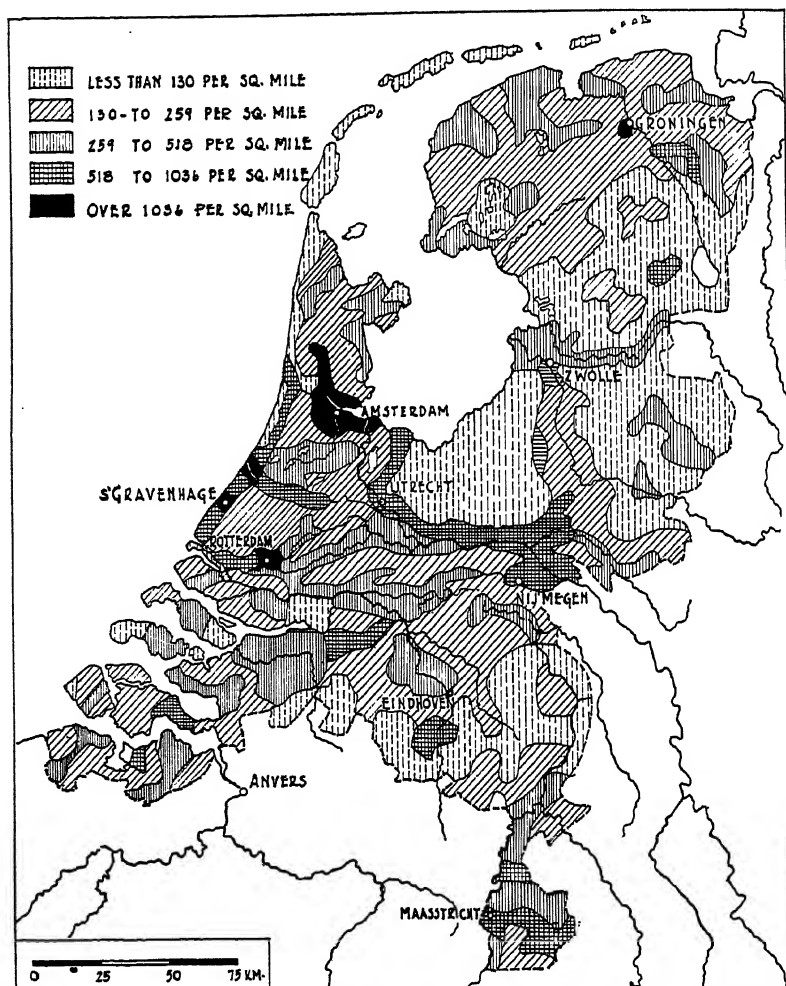 LESS THAN 130 PER SQ. MILE
130-TO 259 PER SQ. MILE
259 TO 518 PER SQ. MILE
518 TO 1036 PER SQ. MILE
OVER 1036 PER SQ. MILE
GRONINGEN
ZWOLLE
AMSTERDAM
UTRECHT
S'GRAVENHAGE
ROTTERDAM
NIJMEGEN
EINDHOVEN
ANVERS
MAASSTRICHT
0 25 50 75 KM-